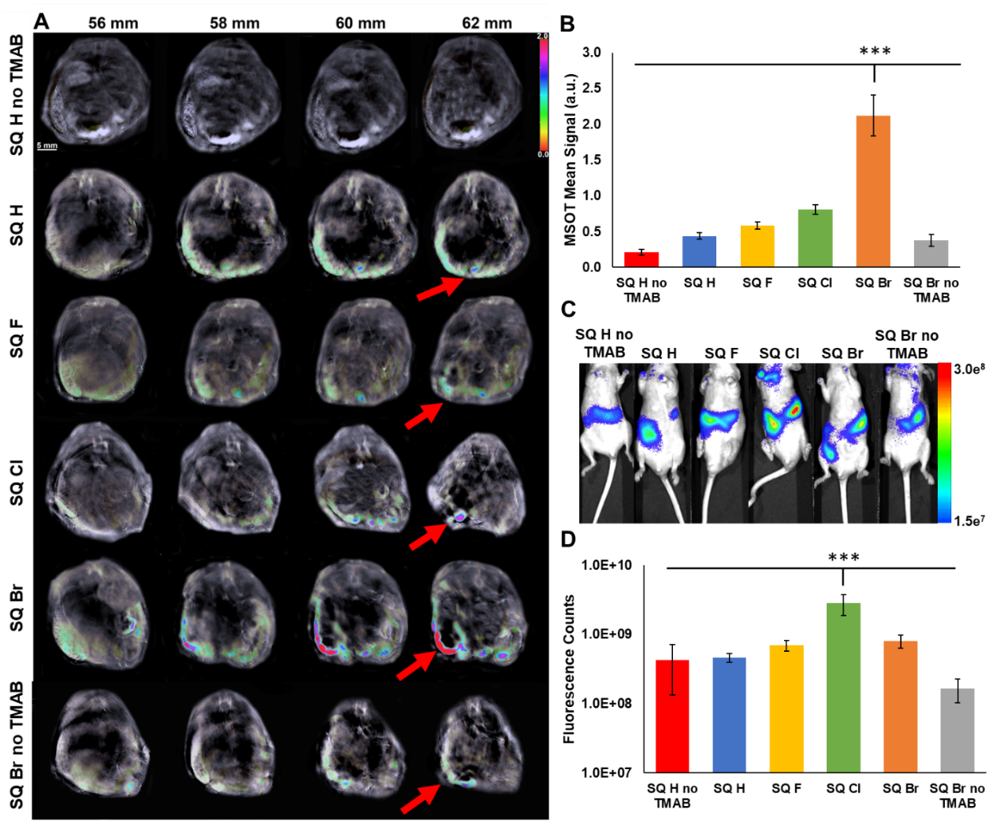 A
56 mm 58 mm 60 mm 62 mm
SQ H no TMAB
2.0
0.0
5 mm
SQ H
SQ F
SQ Cl
SQ Br
SQ Br no TMAB
B
***
MSOT Mean Signal (a.u.)
3.0
2.5
2.0
1.5
1.0
0.5
0.0
SQ H no TMAB
SQ H
SQ F
SQ Cl
SQ Br
SQ Br no TMAB
C
SQ H no TMAB
SQ H
SQ F
SQ Cl
SQ Br
SQ Br no TMAB
3.0e⁸
1.5e⁷
D
***
Fluorescence Counts
1.0E+10
1.0E+09
1.0E+08
1.0E+07
SQ H no TMAB
SQ H
SQ F
SQ Cl
SQ Br
SQ Br no TMAB